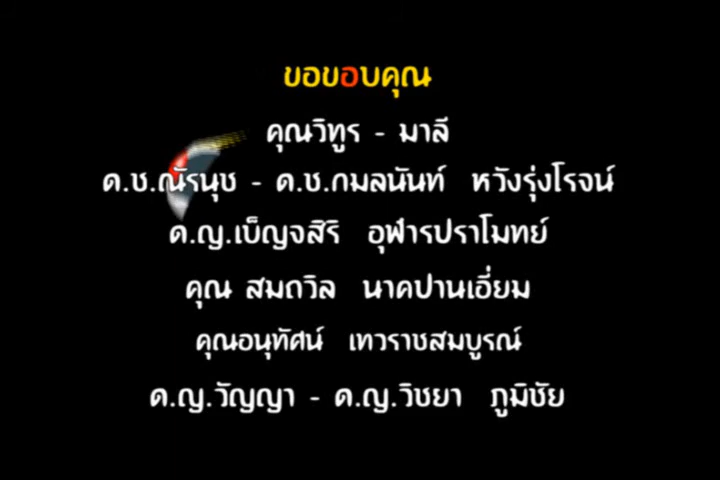 ขอขอบคุณ
คุณวิทูร - มาลี
ด.ช.ณัรนุช - ด.ช.กมลนันท์ หวังรุ่งโรจน์
ด.ญ.เบ็ญจสิริ อุฬารปราโมทย์
คุณ สมถวิล นาคปานเอี่ยม
คุณอนุทัศน์ เทวราชสมบูรณ์
ด.ญ.วัญญา - ด.ญ.วิชยา ภูมิชัย